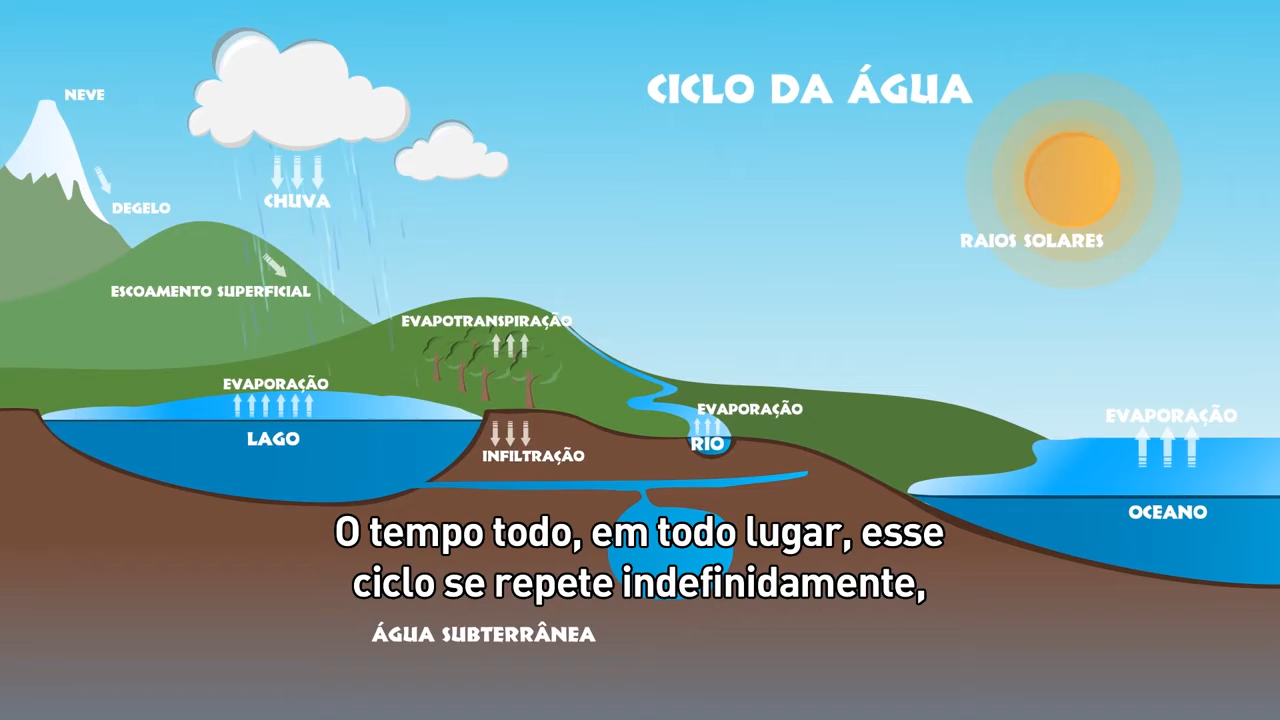 CICLO DA ÁGUA
NEVE
DEGELO
CHUVA
RAIOS SOLARES
ESCOAMENTO SUPERFICIAL
EVAPOTRANSPIRAÇÃO
EVAPORAÇÃO
LAGO
INFILTRAÇÃO
EVAPORAÇÃO
RIO
EVAPORAÇÃO
OCEANO
O tempo todo, em todo lugar, esse
ciclo se repete indefinidamente,
ÁGUA SUBTERRÂNEA